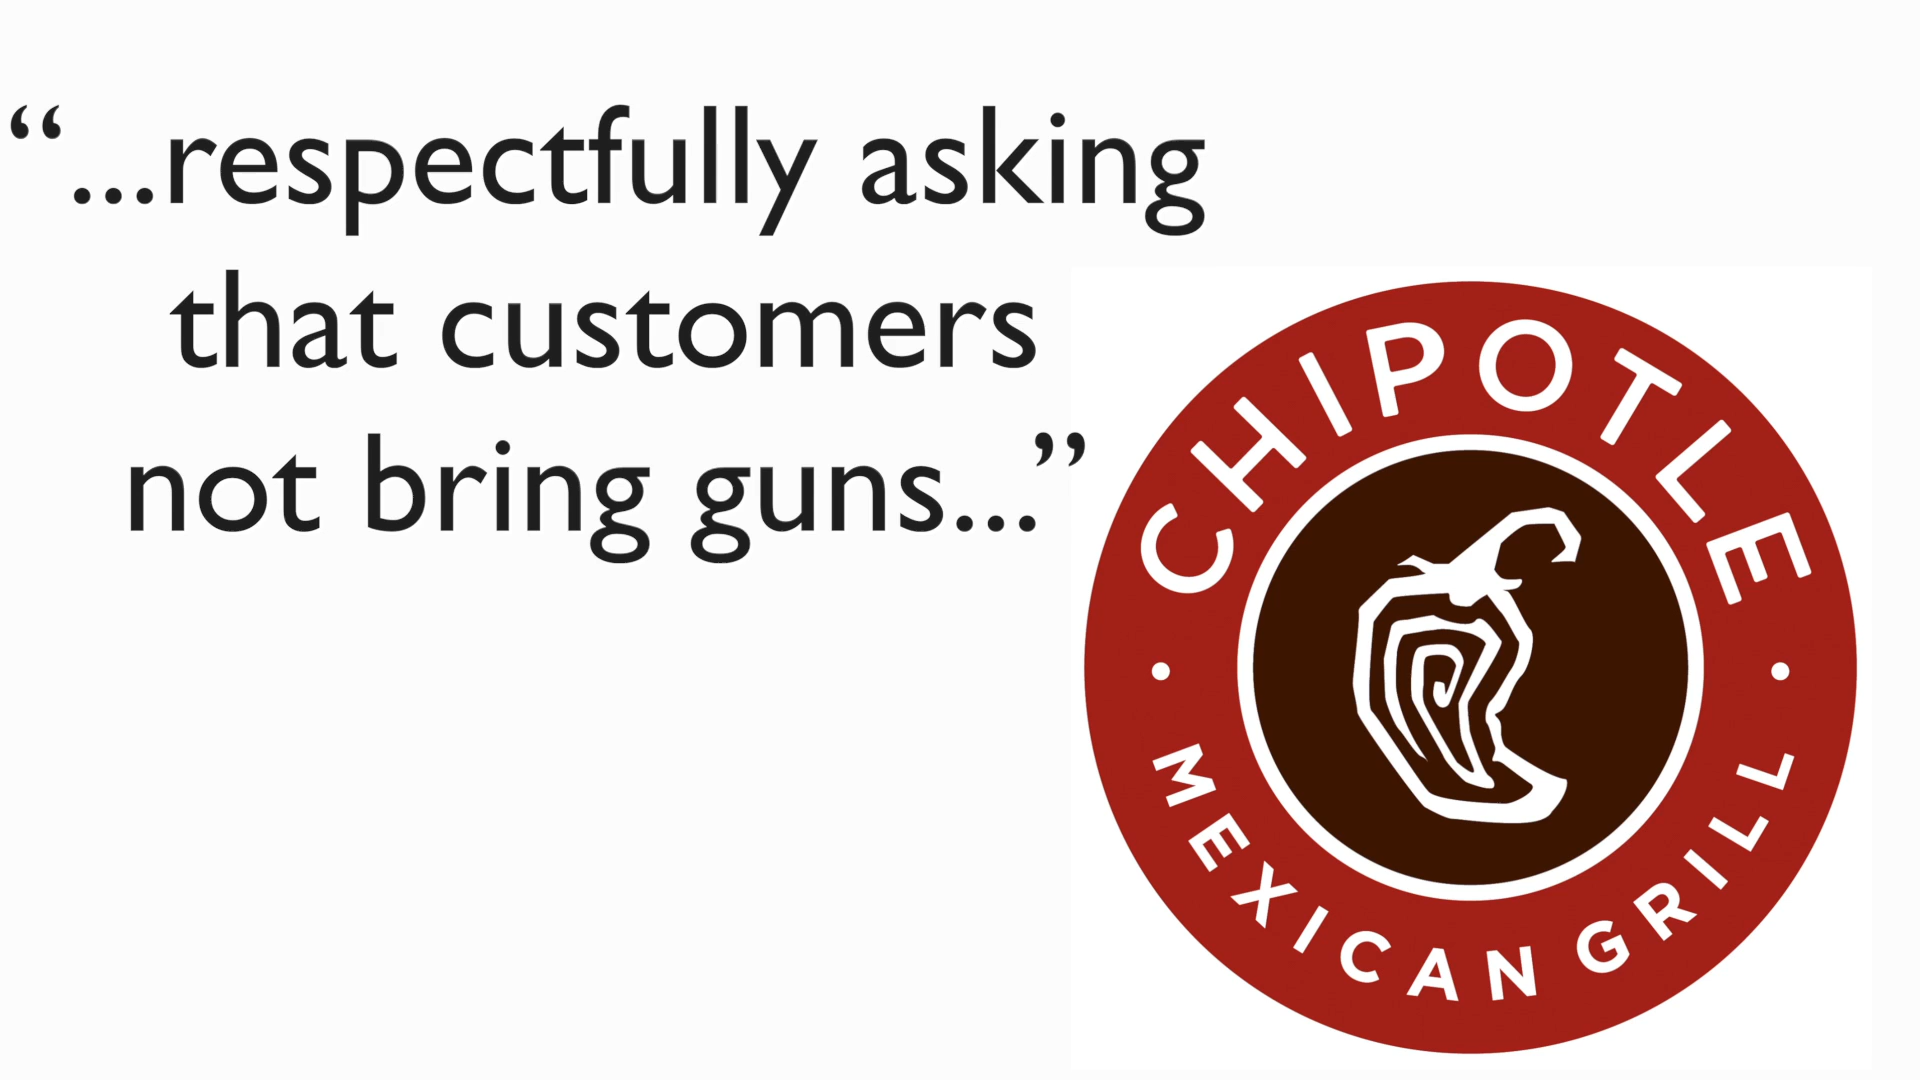 “...respectfully asking
that customers
not bring guns...”
CHIPOTLE
MEXICAN GRILL